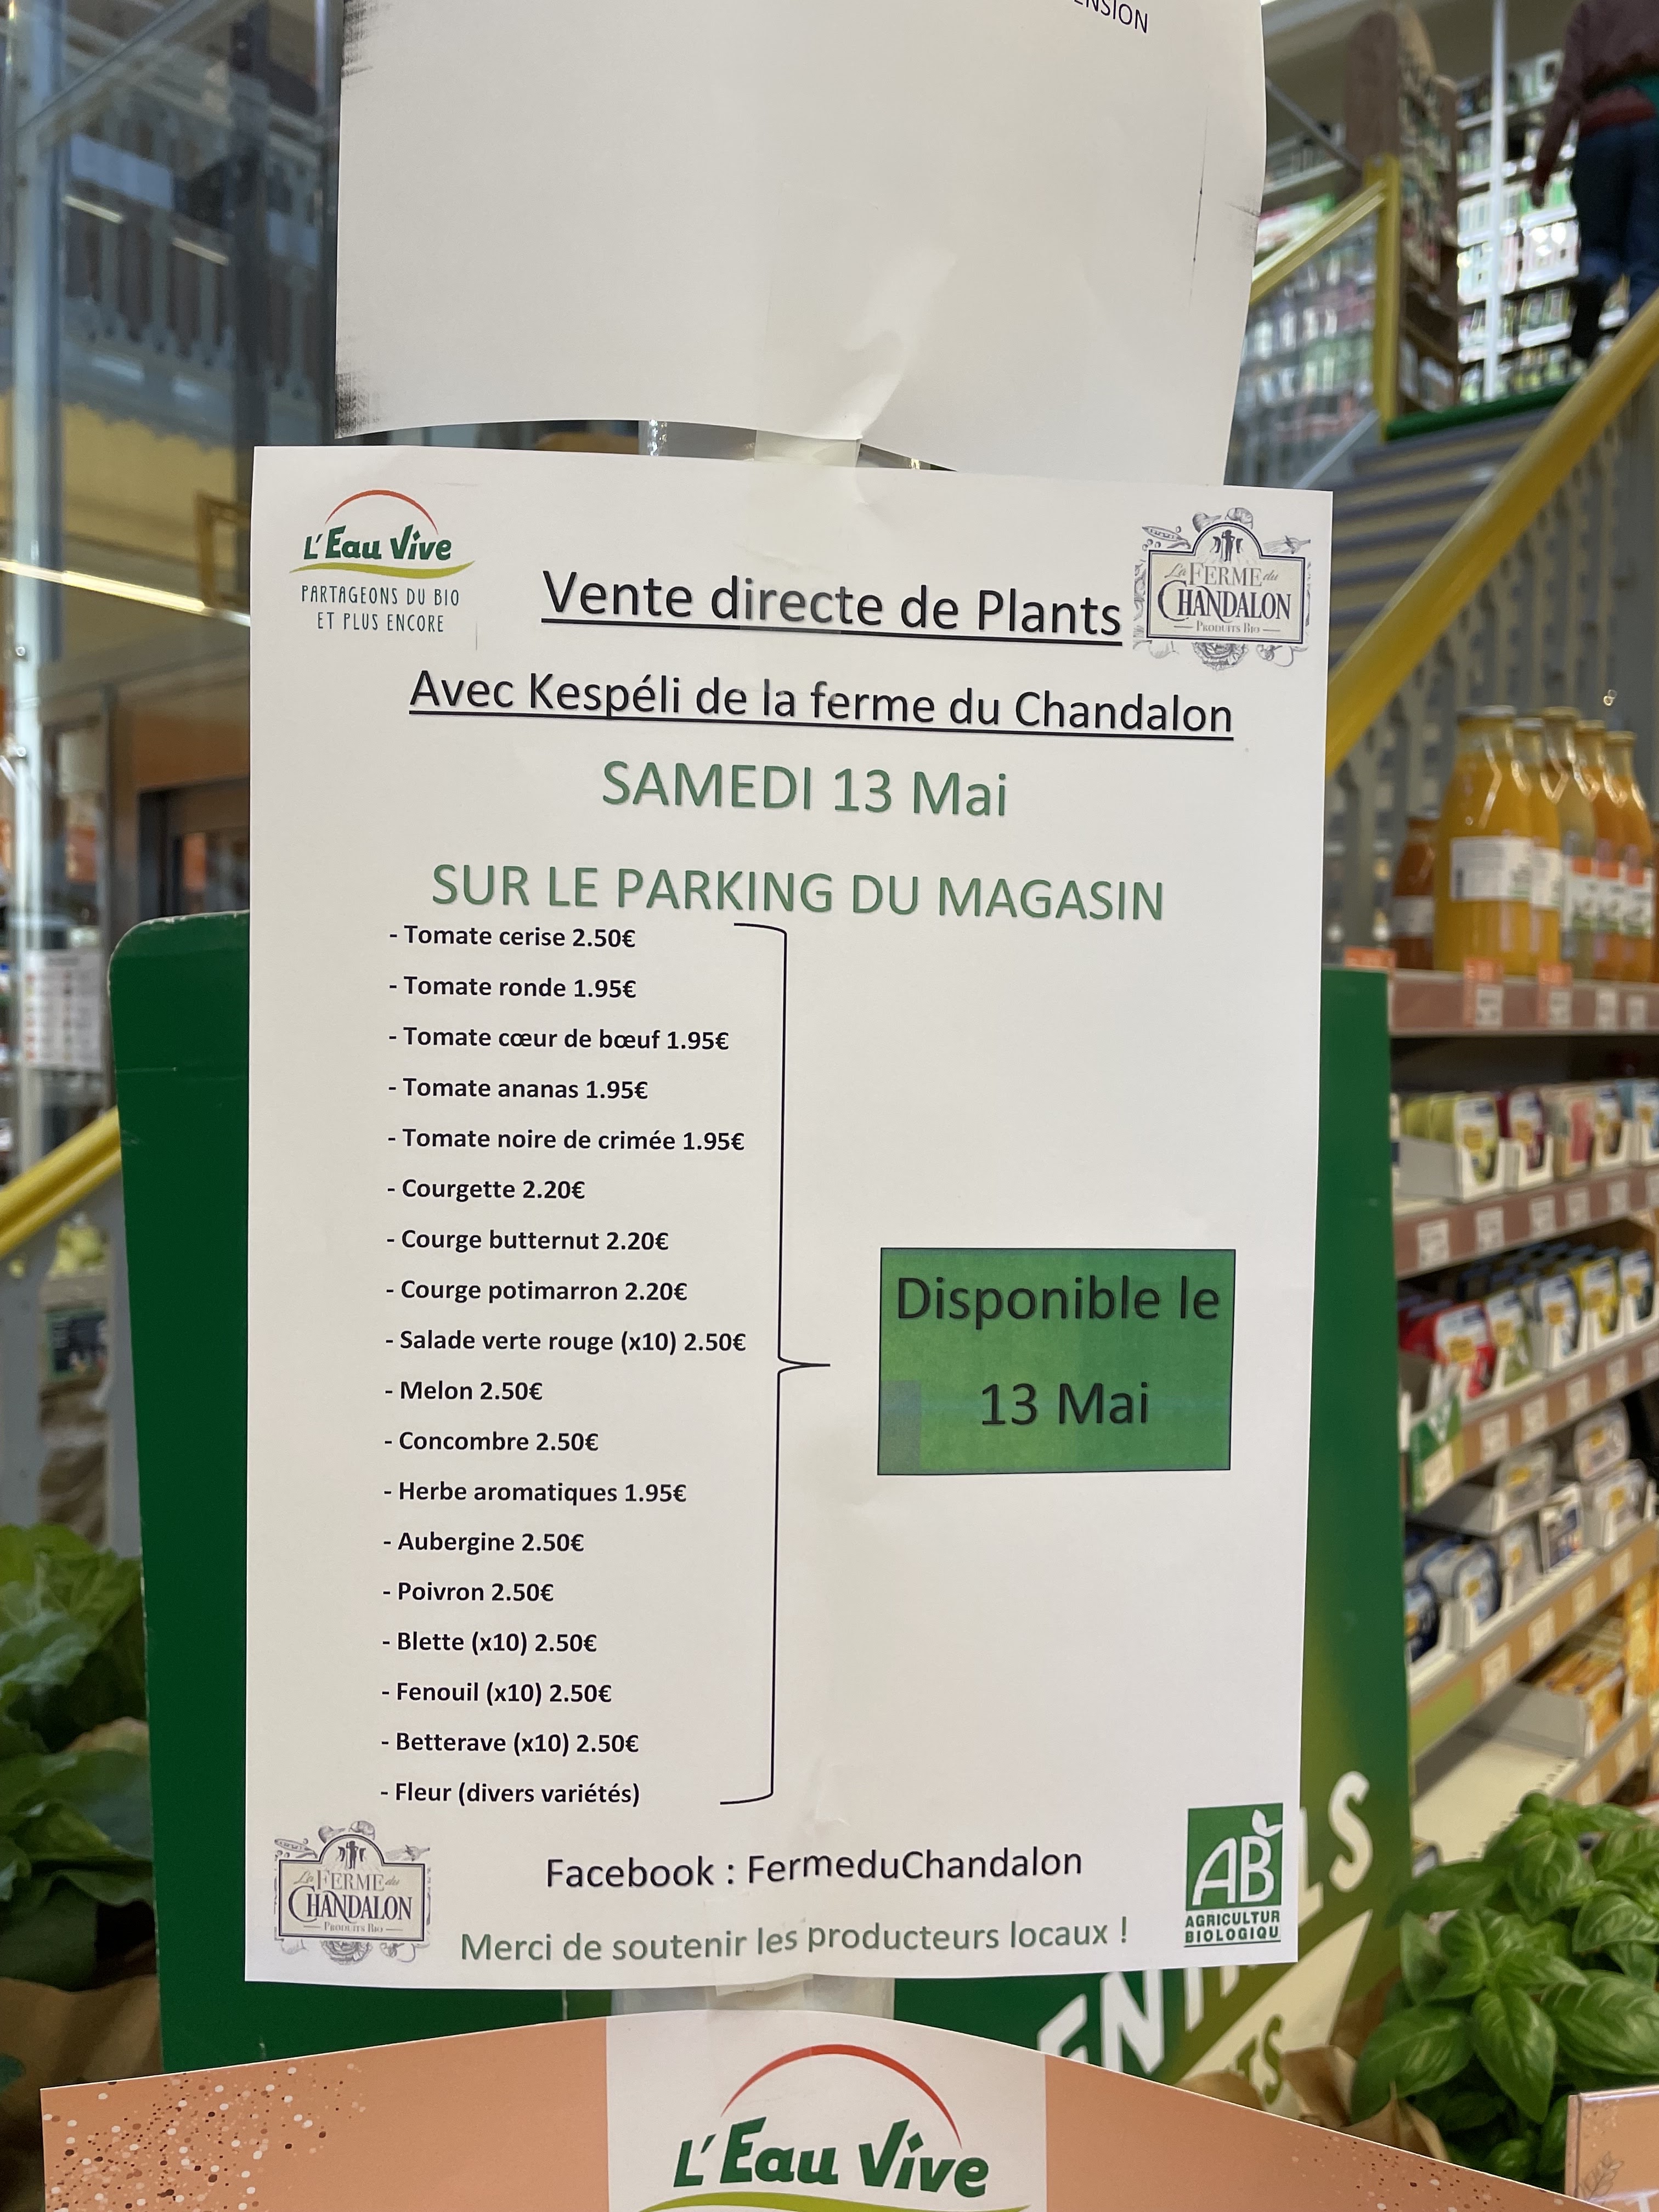 ENSION
L'Eau Vive
PARTAGEONS DU BIO
ET PLUS ENCORE
La FERME du
CHANDALON
PRODUITS BIO
Vente directe de Plants
Avec Kespéli de la ferme du Chandalon
SAMEDI 13 Mai
SUR LE PARKING DU MAGASIN
- Tomate cerise 2.50€
- Tomate ronde 1.95€
- Tomate cœur de bœuf 1.95€
- Tomate ananas 1.95€
- Tomate noire de crimée 1.95€
- Courgette 2.20€
- Courge butternut 2.20€
- Courge potimarron 2.20€
- Salade verte rouge (x10) 2.50€
- Melon 2.50€
- Concombre 2.50€
- Herbe aromatiques 1.95€
- Aubergine 2.50€
- Poivron 2.50€
- Blette (x10) 2.50€
- Fenouil (x10) 2.50€
- Betterave (x10) 2.50€
- Fleur (divers variétés)
Disponible le
13 Mai
La FERME du
CHANDALON
PRODUITS BIO
Facebook : FermeduChandalon
Merci de soutenir les producteurs locaux !
AB
AGRICULTUR
BIOLOGIQU
L'Eau Vive